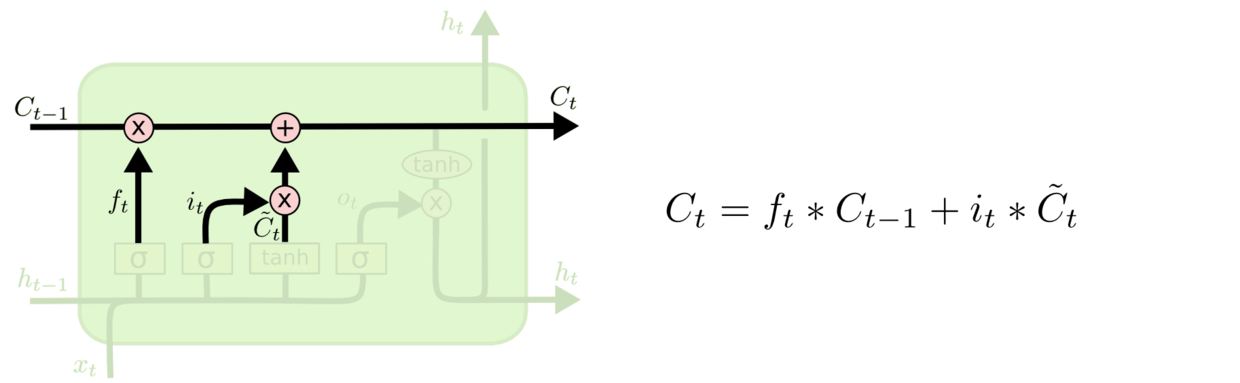 h_t
C_{t-1}
C_t
x
+
tanh
f_t
i_t
x
o_t
x
C̃_t
σ
σ
tanh
σ
h_{t-1}
h_t
x_t
C_t = f_t * C_{t-1} + i_t * C̃_t